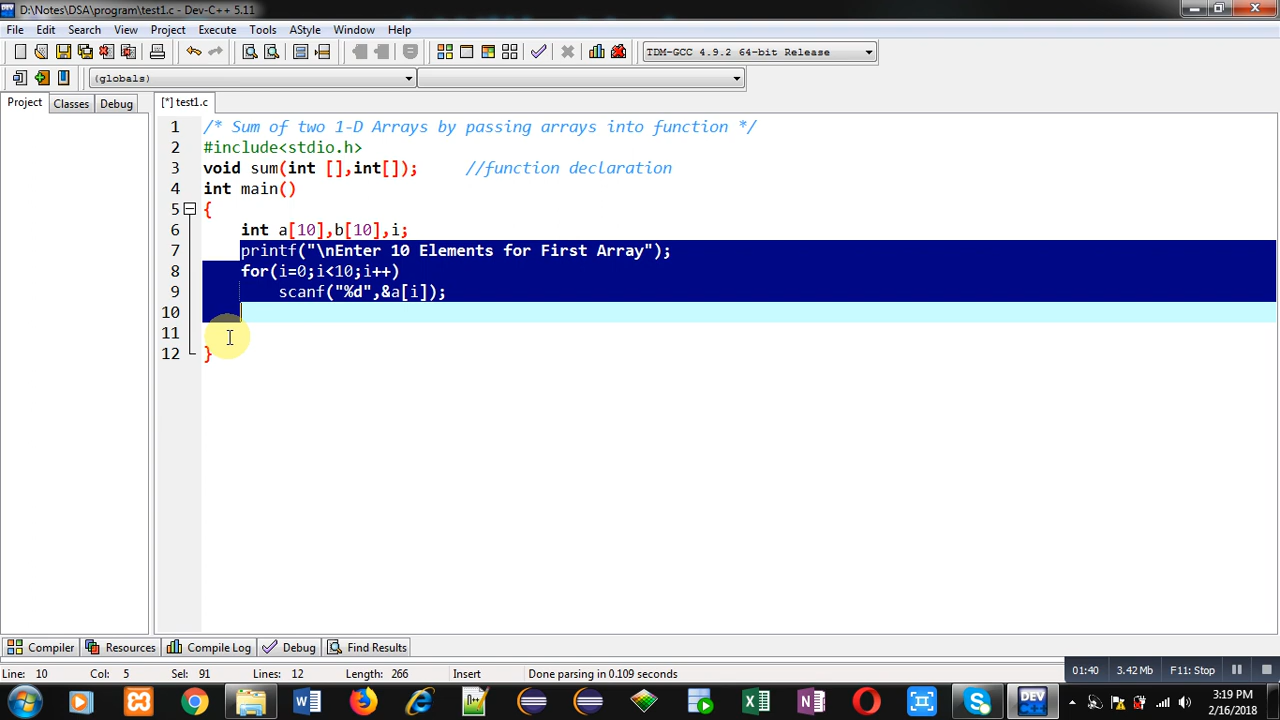 D:\Notes\DSA\program\test1.c - Dev-C++ 5.11
File Edit Search View Project Execute Tools AStyle Window Help
TDM-GCC 4.9.2 64-bit Release
(globals)
Project Classes Debug
[*] test1.c
1 /* Sum of two 1-D Arrays by passing arrays into function */
2 #include<stdio.h>
3 void sum(int [],int[]); //function declaration
4 int main()
5 {
6 int a[10],b[10],i;
7 printf("\nEnter 10 Elements for First Array");
8 for(i=0;i<10;i++)
9 scanf("%d",&a[i]);
10
11
12 }
Compiler Resources Compile Log Debug Find Results
Line: 10 Col: 5 Sel: 91 Lines: 12 Length: 266 Insert Done parsing in 0.109 seconds
01:40 3.42 Mb F11: Stop
3:19 PM
2/16/2018